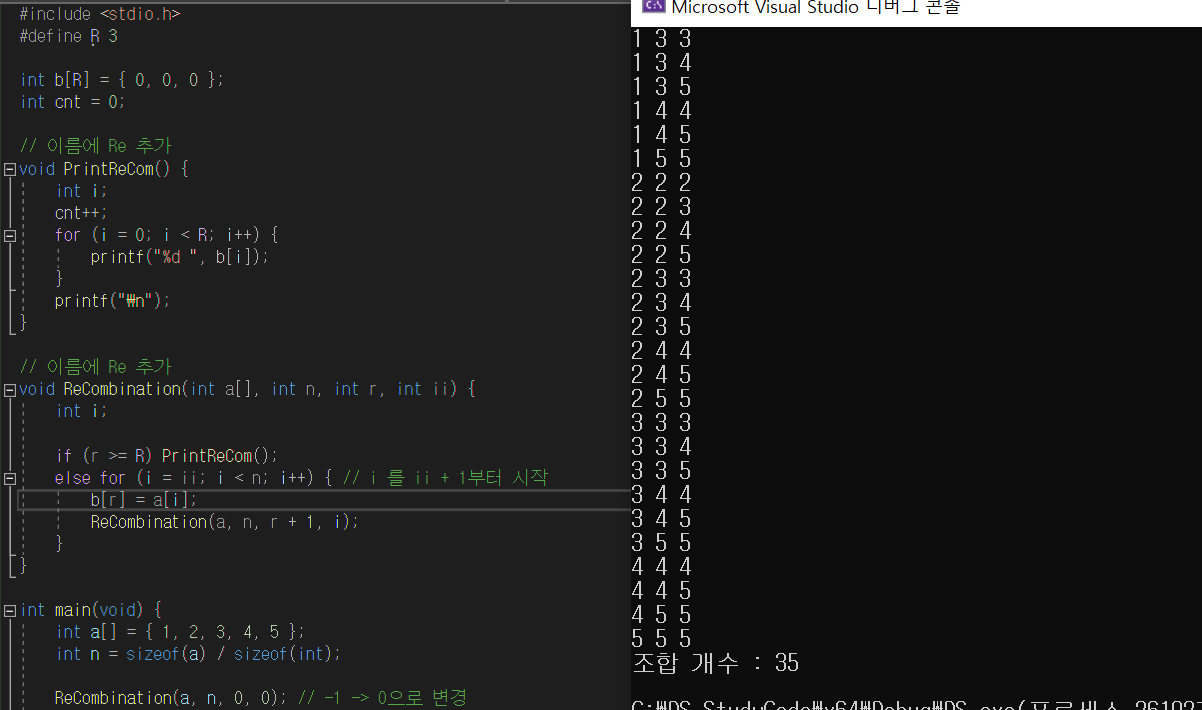 #include <stdio.h>
#define R 3
int b[R] = { 0, 0, 0 };
int cnt = 0;
// 이름에 Re 추가
void PrintReCom() {
int i;
cnt++;
for (i = 0; i < R; i++) {
printf("%d ", b[i]);
}
printf("₩n");
}
// 이름에 Re 추가
void ReCombination(int a[], int n, int r, int ii) {
int i;
if (r >= R) PrintReCom();
else for (i = ii; i < n; i++) { // i 를 ii + 1부터 시작
b[r] = a[i];
ReCombination(a, n, r + 1, i);
}
}
int main(void) {
int a[] = { 1, 2, 3, 4, 5 };
int n = sizeof(a) / sizeof(int);
ReCombination(a, n, 0, 0); // -1 -> 0으로 변경
Microsoft Visual Studio 디버그 콘솔
1 3 3
1 3 4
1 3 5
1 4 4
1 4 5
1 5 5
2 2 2
2 2 3
2 2 4
2 2 5
2 3 3
2 3 4
2 3 5
2 4 4
2 4 5
2 5 5
3 3 3
3 3 4
3 3 5
3 4 4
3 4 5
3 5 5
4 4 4
4 4 5
4 5 5
5 5 5
조합 개수 : 35
C:₩DS_StudyCode₩x64₩Debug₩DS.exe(프로세스